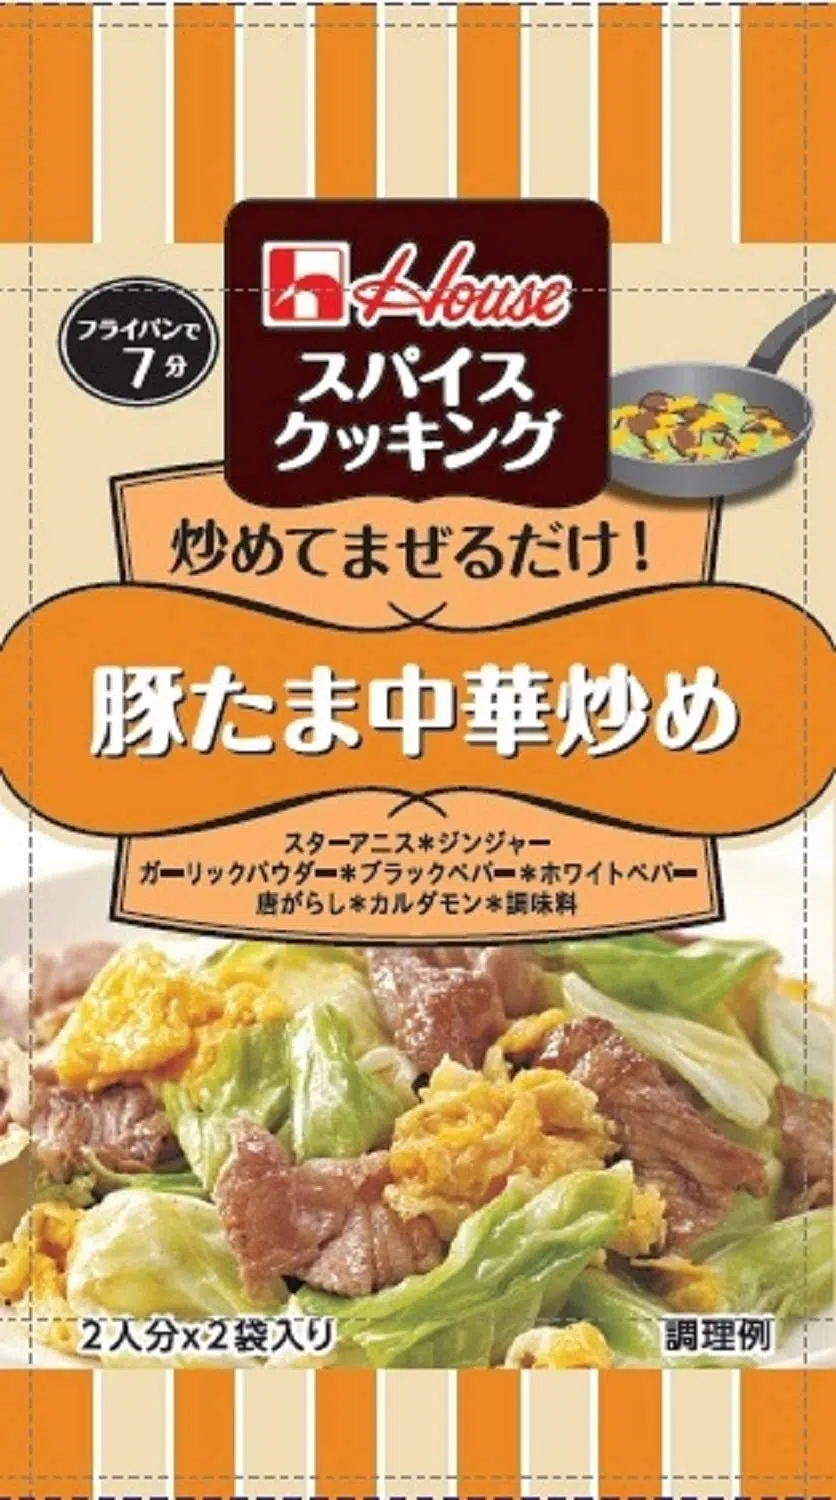 House
フライパンで
7分
スパイス
クッキング
炒めてまぜるだけ!
豚たま中華炒め
スターアニス*ジンジャー
ガーリックパウダー*ブラックペパー*ホワイトペパー
唐がらし*カルダモン*調味料
2人分x2袋入り
調理例